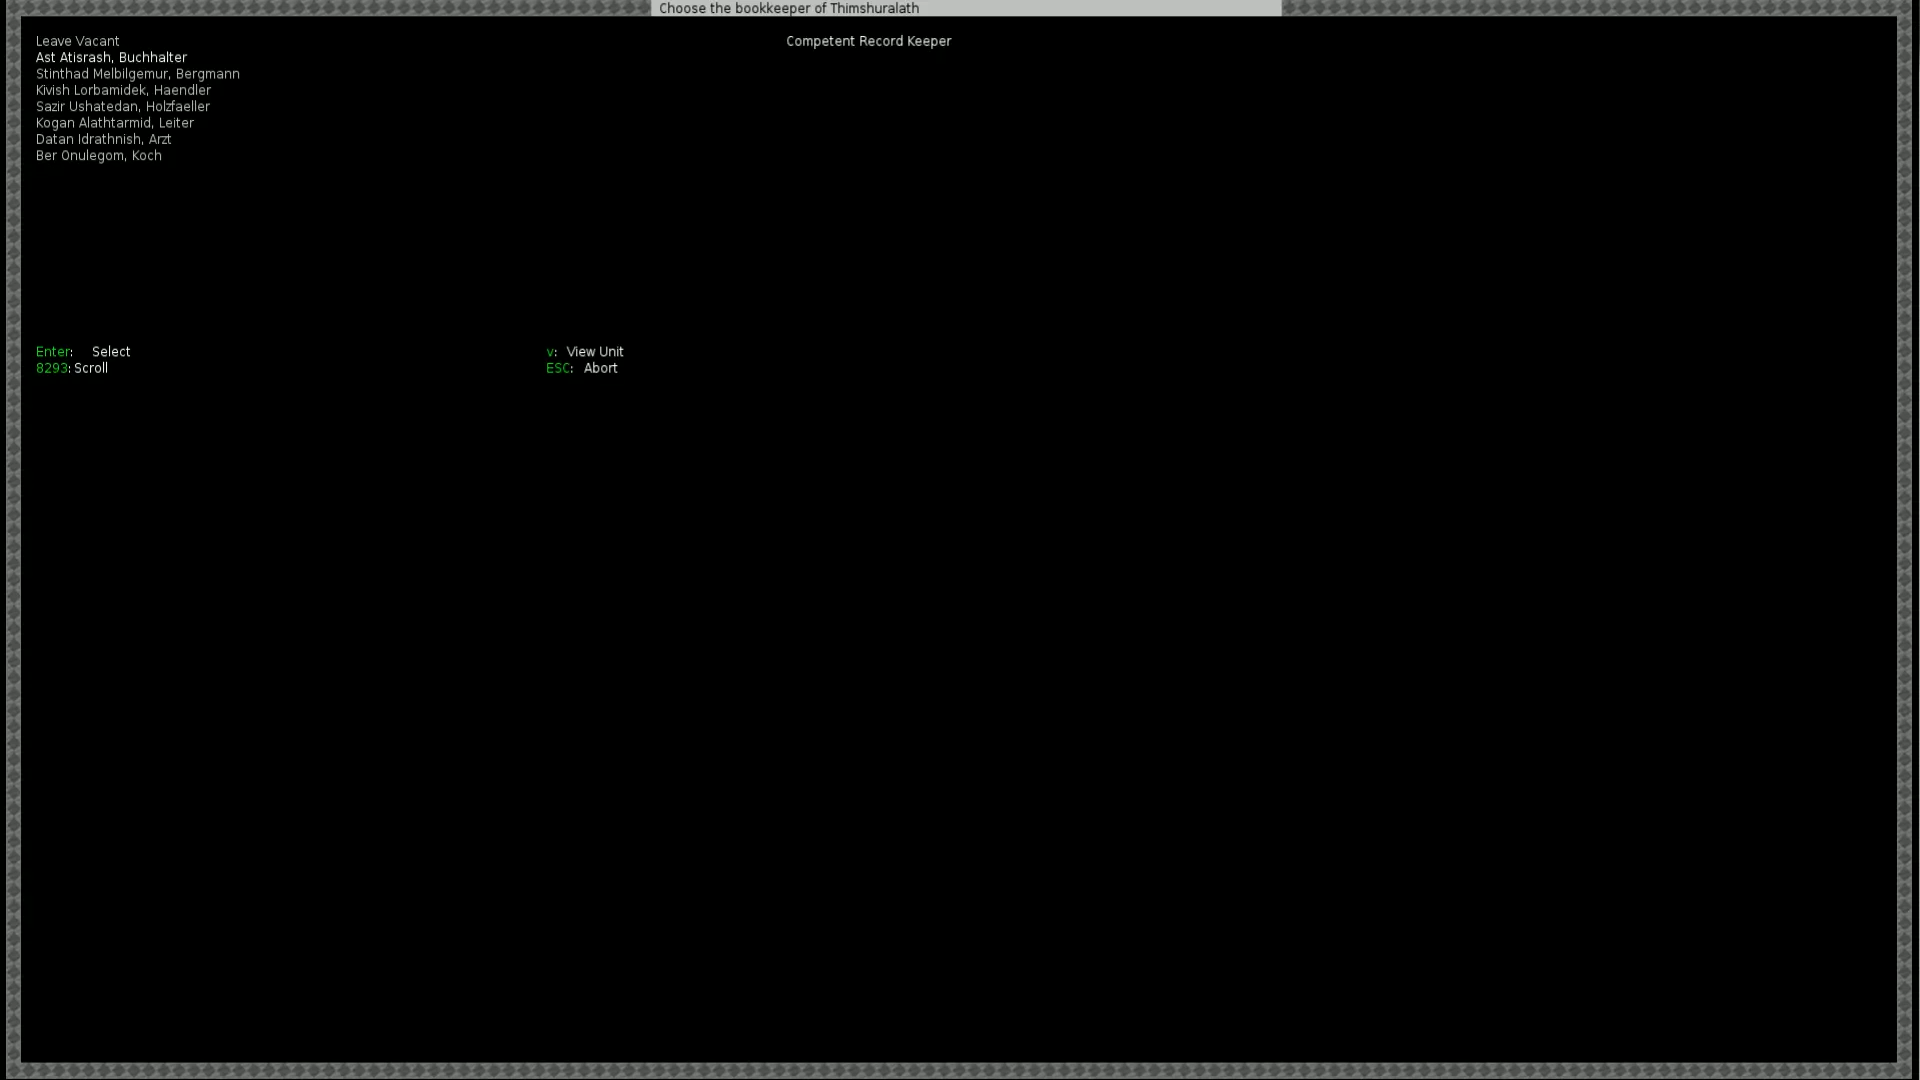 Choose the bookkeeper of Thimshuralath
Leave Vacant
Competent Record Keeper
Ast Atisrash, Buchhalter
Stinthad Melbilgemur, Bergmann
Kivish Lorbamidek, Haendler
Sazir Ushatedan, Holzfaeller
Kogan Alathtarmid, Leiter
Datan Idrathnish, Arzt
Ber Onulegom, Koch
Enter: Select
v: View Unit
8293: Scroll
ESC: Abort